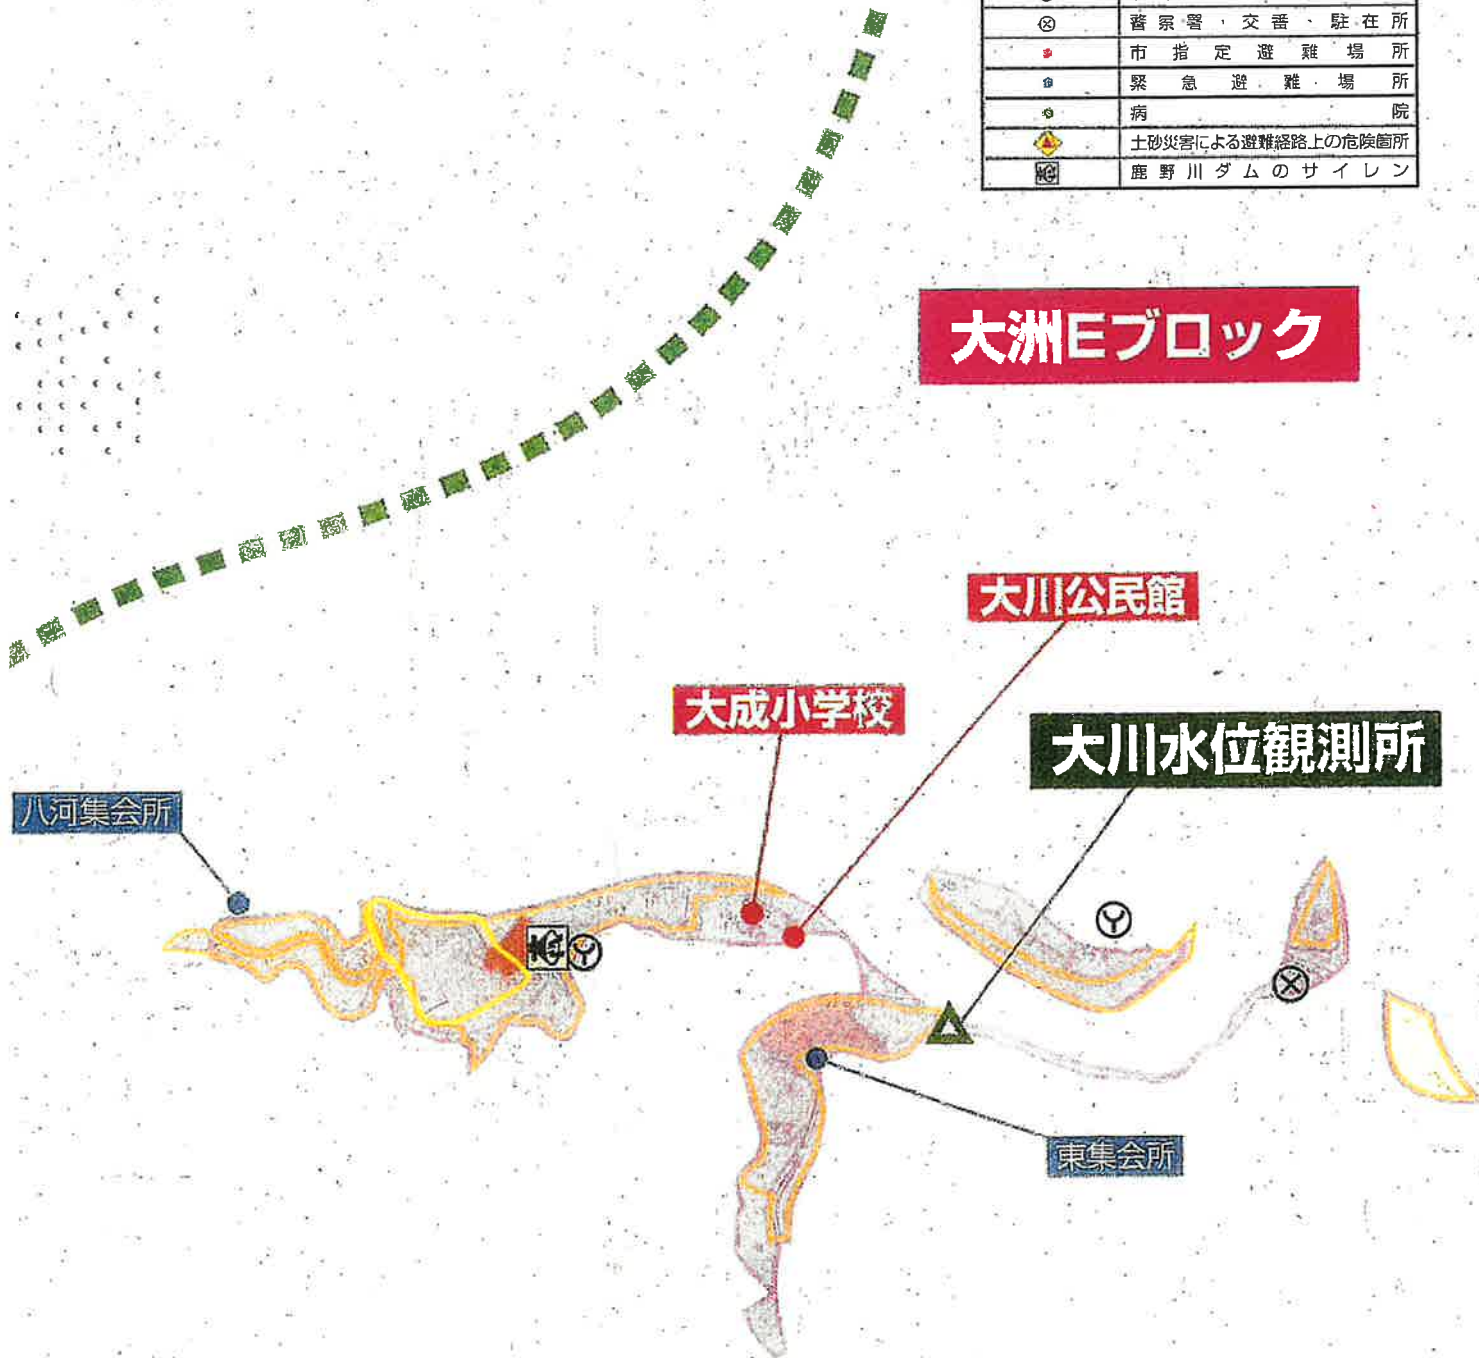 警察署・交番・駐在所
市指定避難場所
緊急避難場所
病院
土砂災害による避難経路上の危険箇所
鹿野川ダムのサイレン
大洲Eブロック
大川公民館
大成小学校
大川水位観測所
八河集会所
東集会所